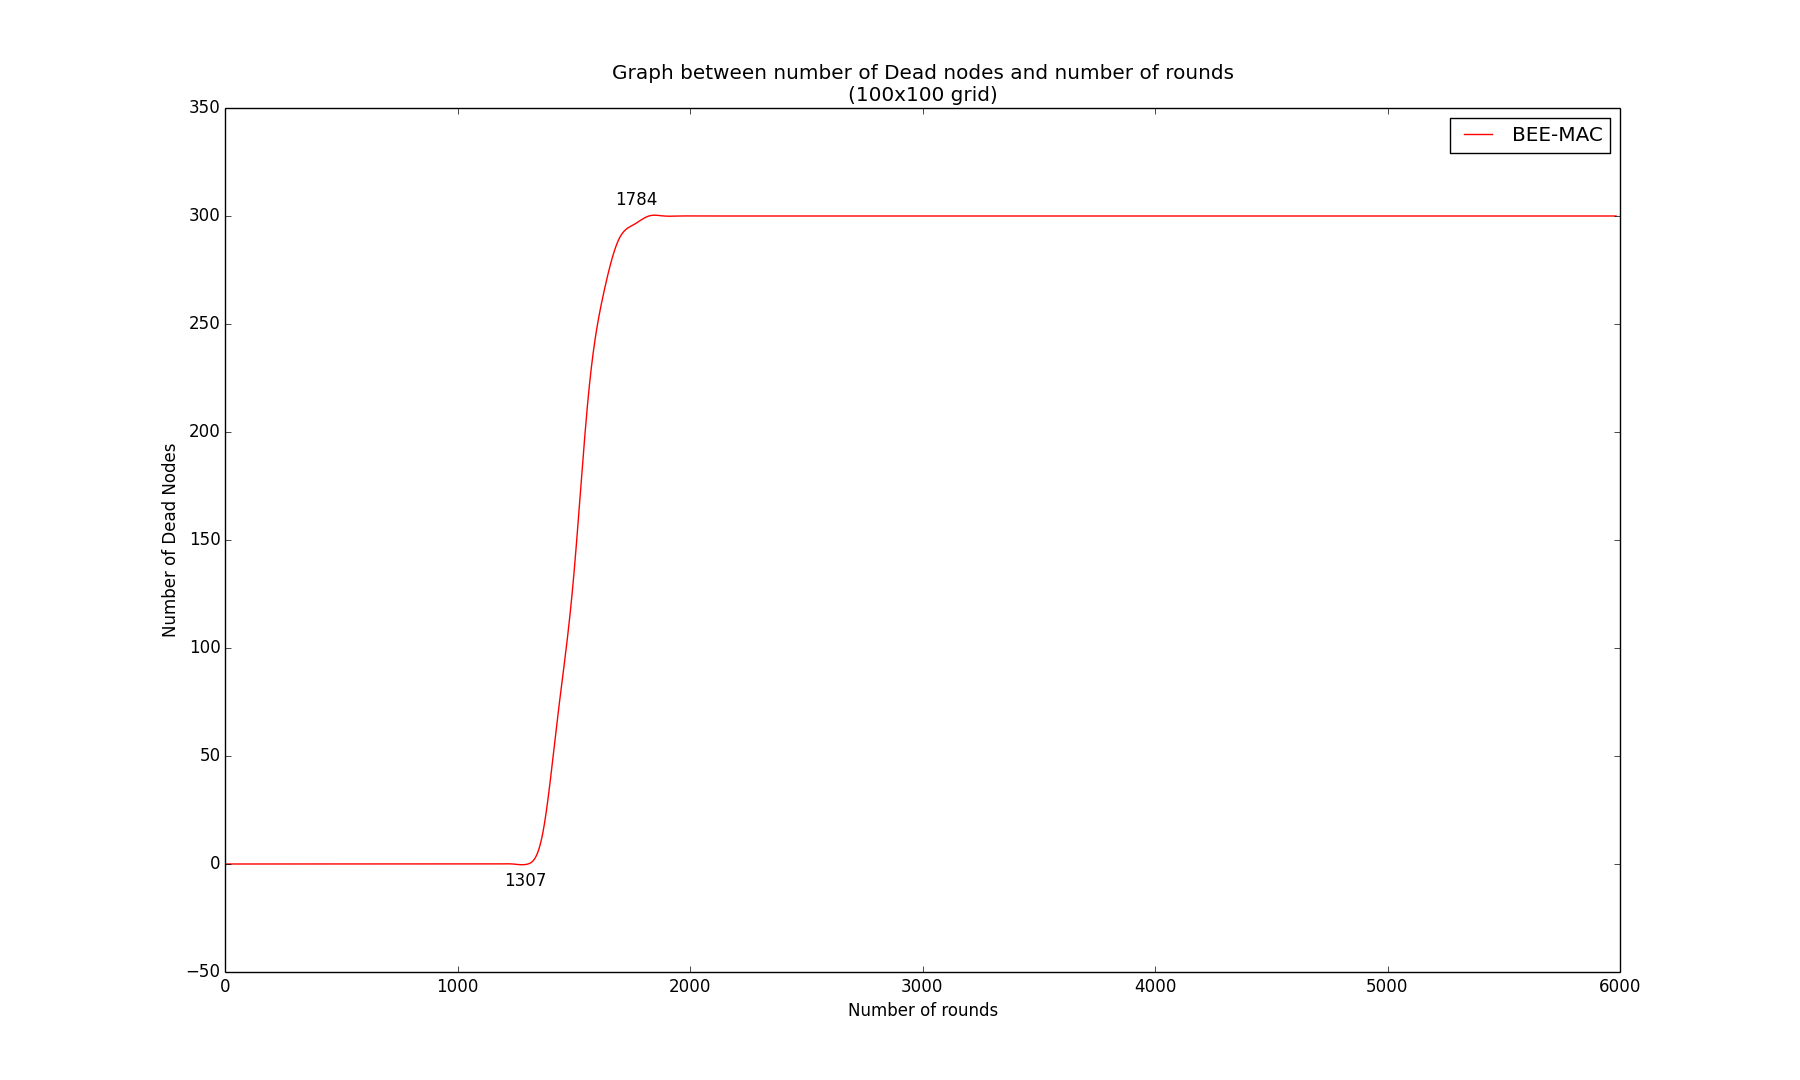 Graph between number of Dead nodes and number of rounds
(100x100 grid)
350
300
250
200
150
100
50
0
−50
Number of Dead Nodes
BEE-MAC
1784
1307
0 1000 2000 3000 4000 5000 6000
Number of rounds